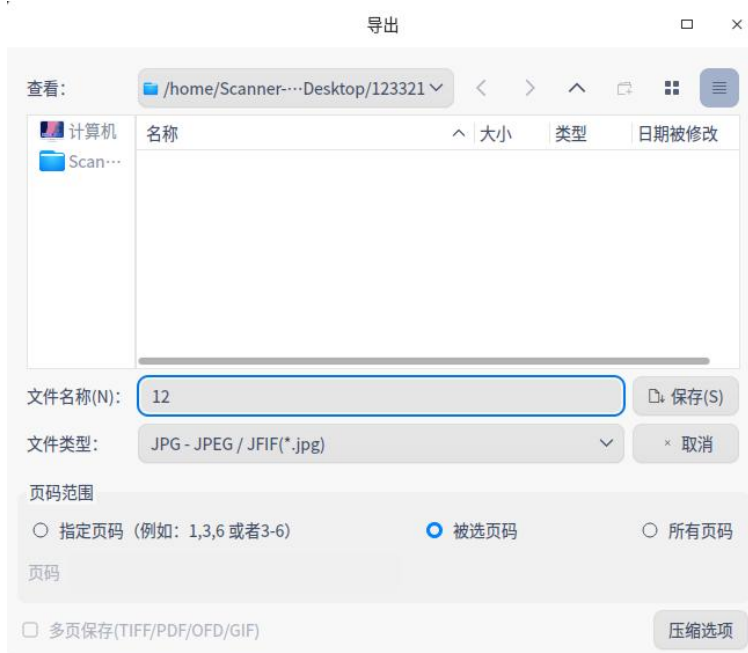 导出
查看：
/home/Scanner-···Desktop/123321
计算机
Scan···
名称 大小 类型 日期被修改
文件名称(N)： 12 保存(S)
文件类型： JPG - JPEG / JFIF(*.jpg) 取消
页码范围
指定页码（例如：1,3,6 或者3-6） 被选页码 所有页码
页码
多页保存(TIFF/PDF/OFD/GIF) 压缩选项